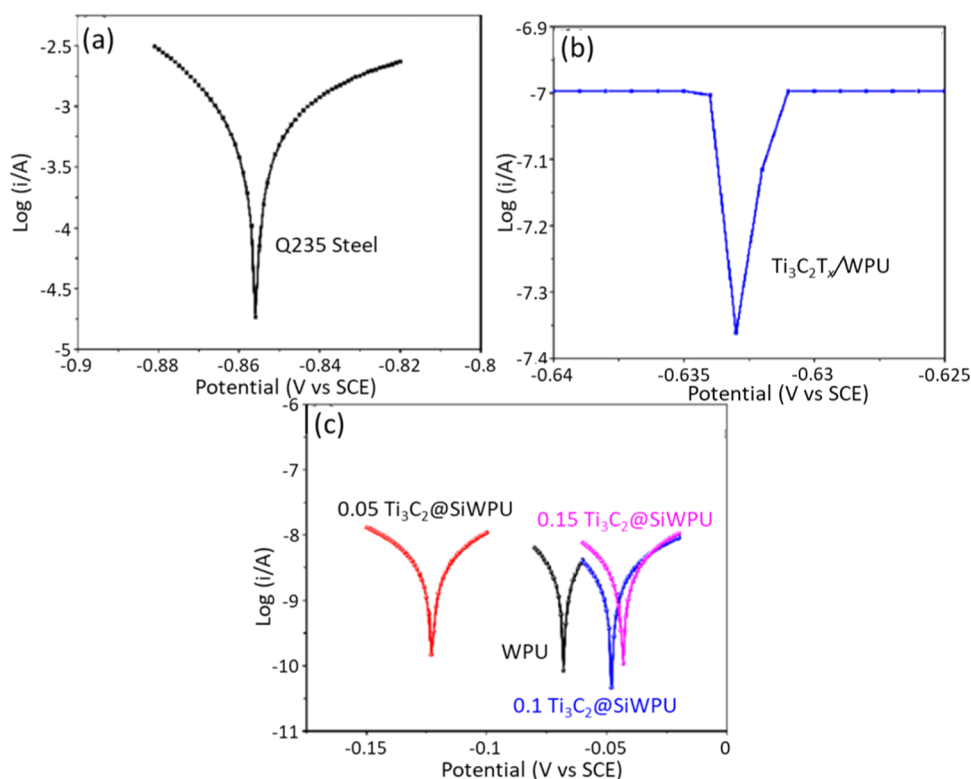 (a)
-2.5
-3
-3.5
-4
-4.5
-5
Log (i/A)
Q235 Steel
-0.9 -0.88 -0.86 -0.84 -0.82 -0.8
Potential (V vs SCE)
(b)
-6.9
-7
-7.1
-7.2
-7.3
-7.4
Log (i/A)
Ti₃C₂Tₓ/WPU
-0.64 -0.635 -0.63 -0.625
Potential (V vs SCE)
(c)
-6
-7
-8
-9
-10
-11
Log (i/A)
0.05 Ti₃C₂@SiWPU
0.15 Ti₃C₂@SiWPU
WPU
0.1 Ti₃C₂@SiWPU
-0.15 -0.1 -0.05 0
Potential (V vs SCE)